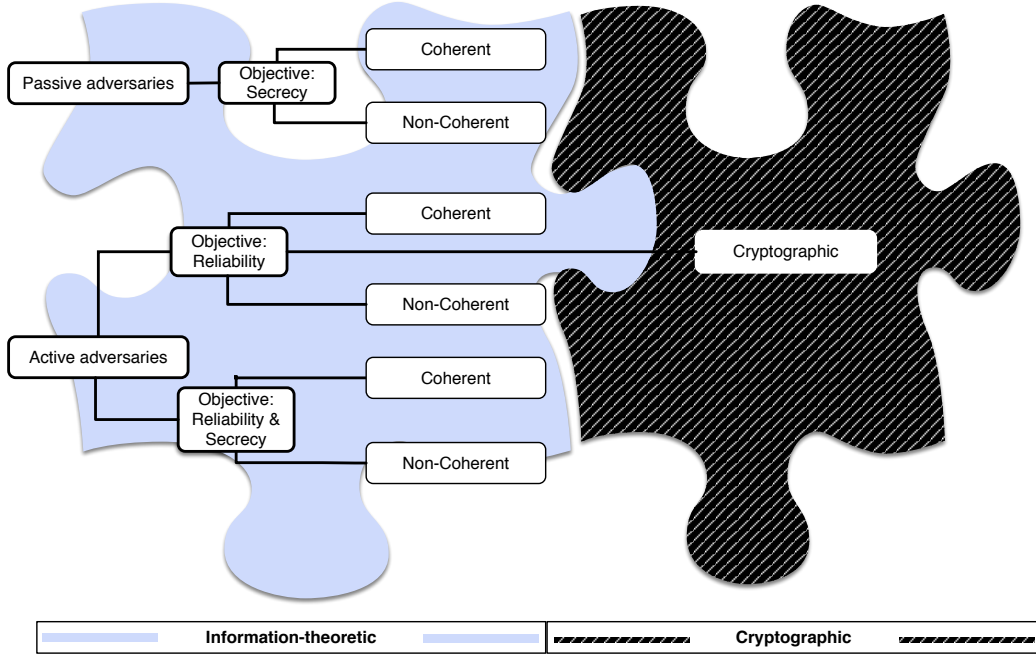 Coherent
Passive adversaries
Objective:
Secrecy
Non-Coherent
Coherent
Objective:
Reliability
Cryptographic
Non-Coherent
Active adversaries
Coherent
Objective:
Reliability &
Secrecy
Non-Coherent
Information-theoretic
Cryptographic